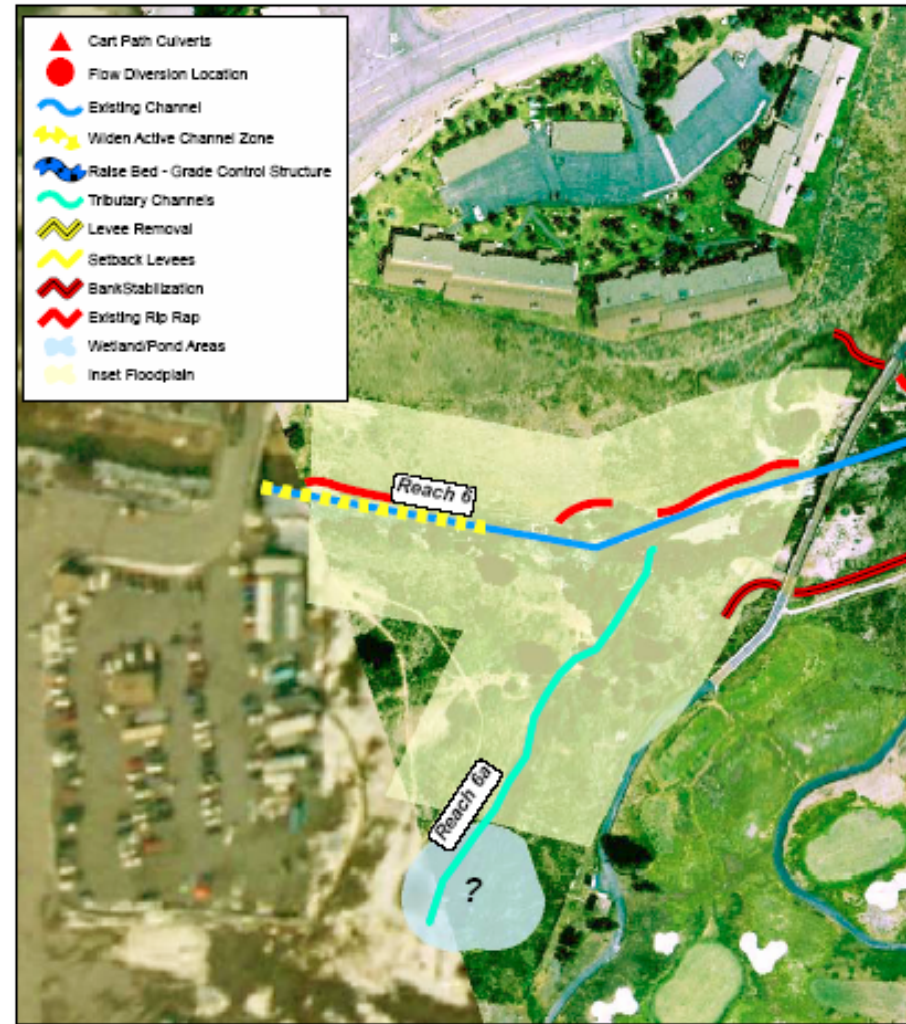 Cart Path Culverts
Flow Diversion Location
Existing Channel
Widen Active Channel Zone
Raise Bed - Grade Control Structure
Tributary Channels
Levee Removal
Setback Levees
BankStabilization
Existing Rip Rap
Wetland/Pond Areas
Inset Floodplain
Reach 6
Reach 6a
?